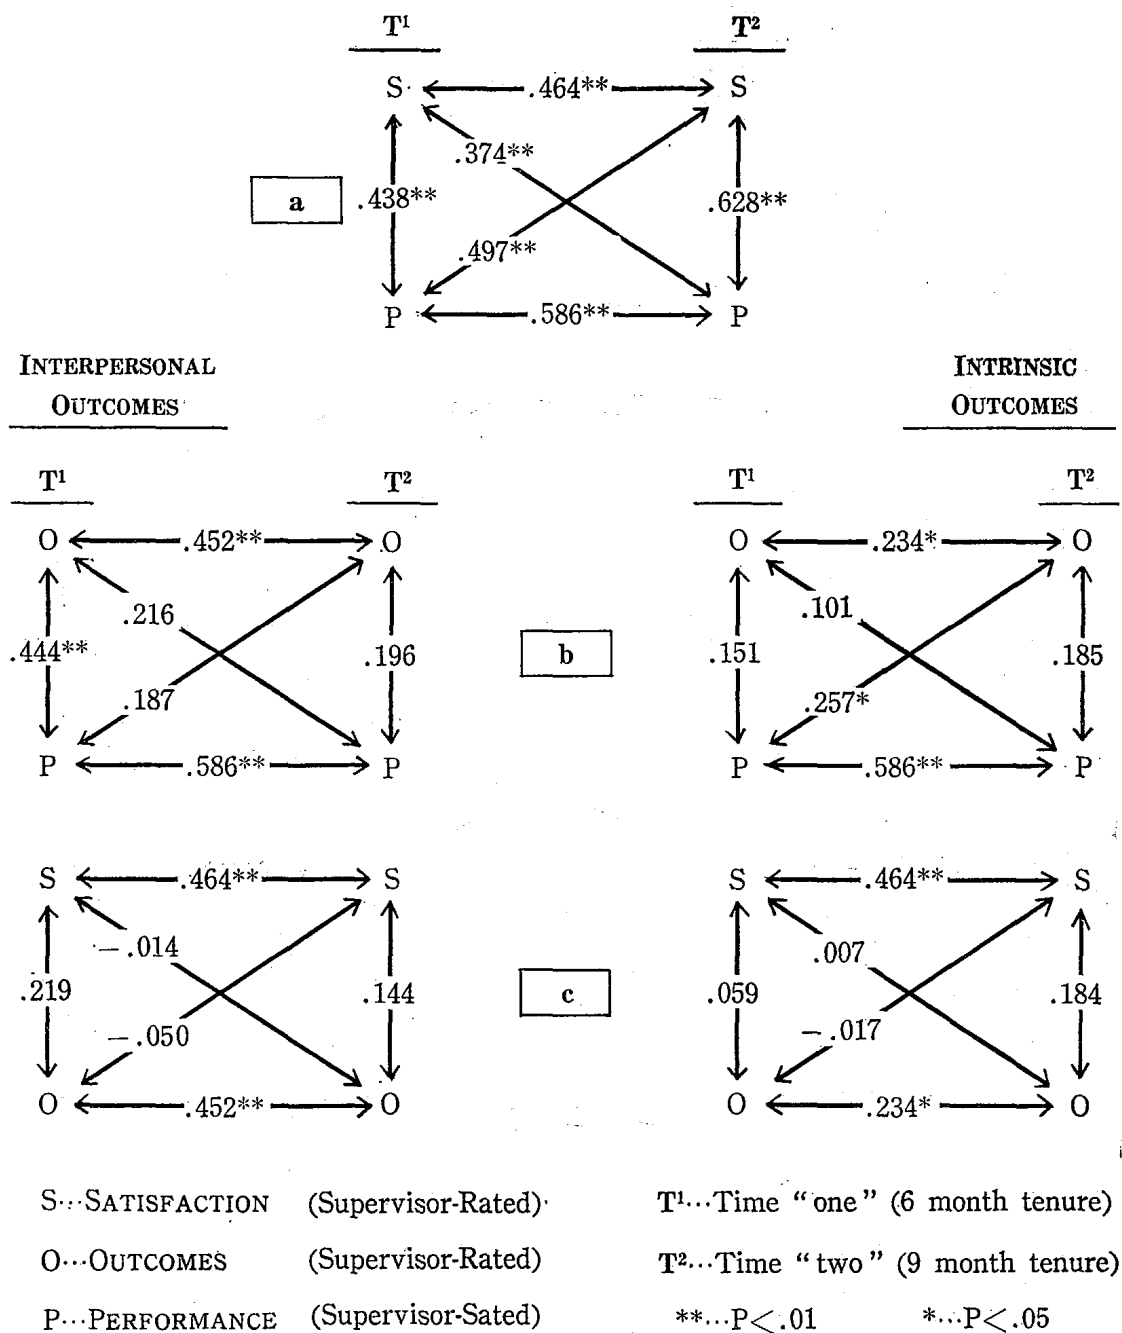 T¹ T²
S .464** S
.374**
a .438** .628**
.497**
P .586** P
INTERPERSONAL INTRINSIC
OUTCOMES OUTCOMES
T¹ T² T¹ T²
O .452** O O .234* O
.216 .101
.444** .196 b .151 .185
.187 .257*
P .586** P P .586** P
S .464** S S .464** S
-.014 .007
.219 .144 c .059 .184
-.050 -.017
O .452** O O .234* O
S···SATISFACTION (Supervisor-Rated) T¹···Time "one" (6 month tenure)
O···OUTCOMES (Supervisor-Rated) T²···Time "two" (9 month tenure)
P···PERFORMANCE (Supervisor-Sated) **···P<.01 *···P<.05